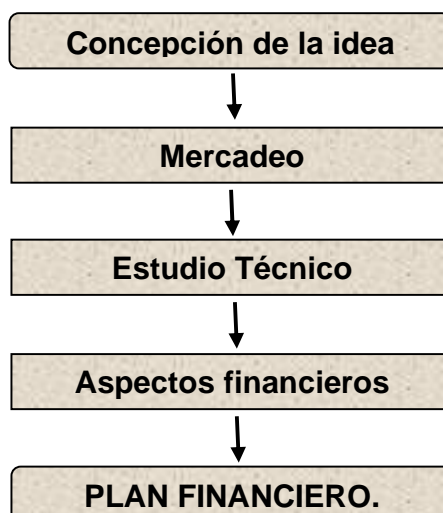 Concepción de la idea
Mercadeo
Estudio Técnico
Aspectos financieros
PLAN FINANCIERO.